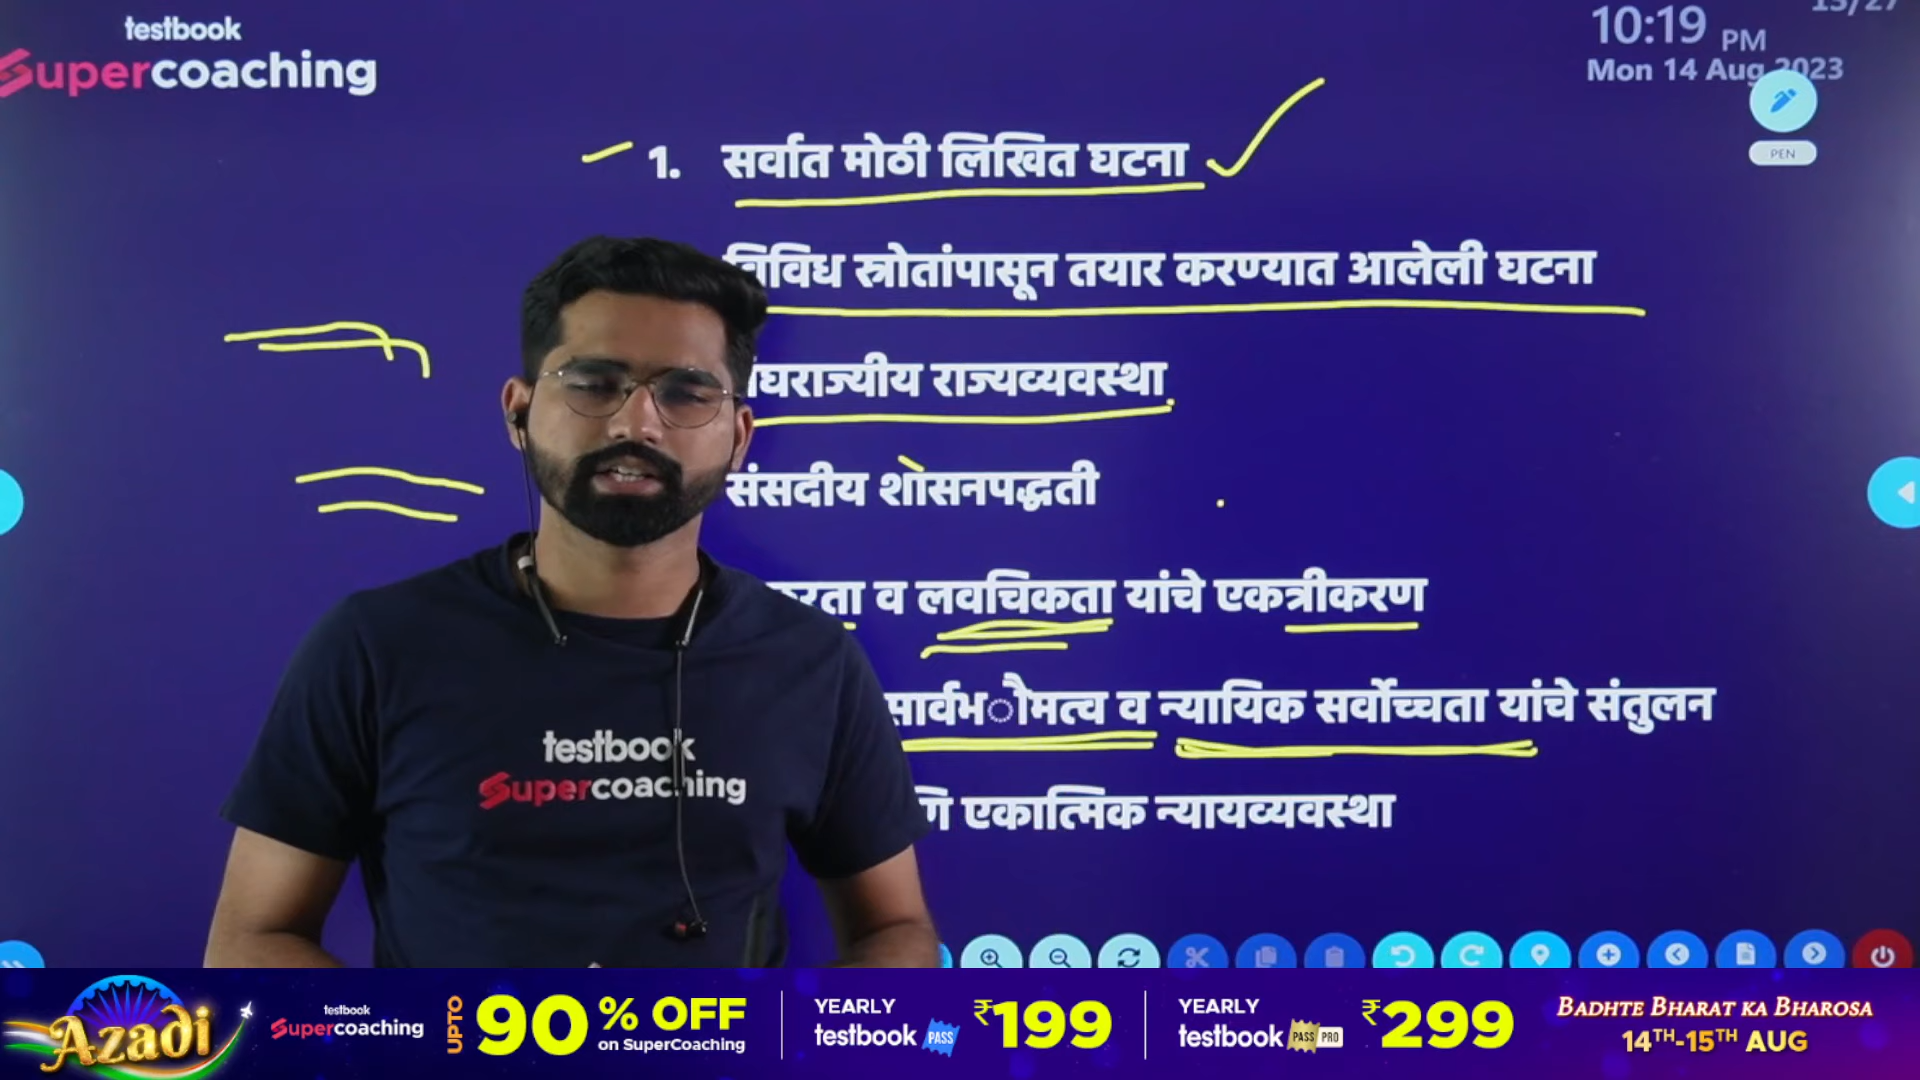 testbook
Supercoaching
10:19 PM
Mon 14 Aug 2023
PEN
1. सर्वात मोठी लिखित घटना
विविध स्रोतांपासून तयार करण्यात आलेली घटना
राज्यव्यवस्था
संसदीय शासनपद्धती
व लवचिकता यांचे एकत्रीकरण
सार्वभौमत्व व न्यायिक सर्वोच्चता यांचे संतुलन
एकात्मिक न्यायव्यवस्था
testbook
Supercoaching
Azadi
testbook
Supercoaching
UPTO 90% OFF
on SuperCoaching
YEARLY
testbook PASS
₹199
YEARLY
testbook PASS PRO
₹299
BADHTE BHARAT KA BHAROSA
14TH-15TH AUG